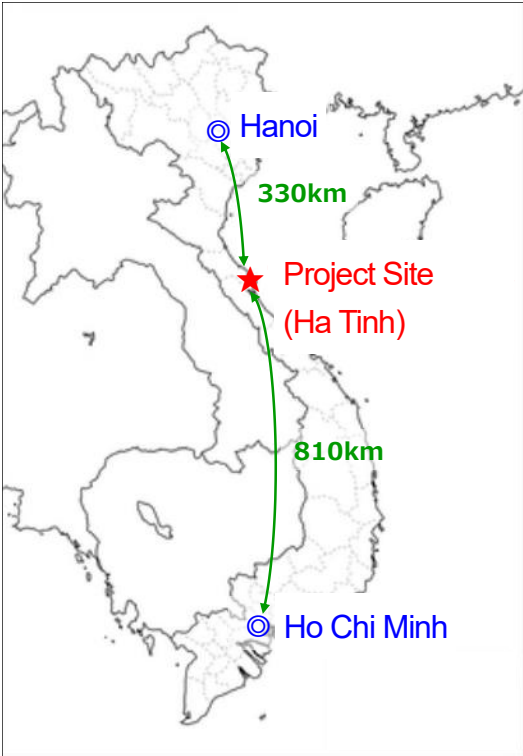 Hanoi
330km
Project Site
(Ha Tinh)
810km
Ho Chi Minh